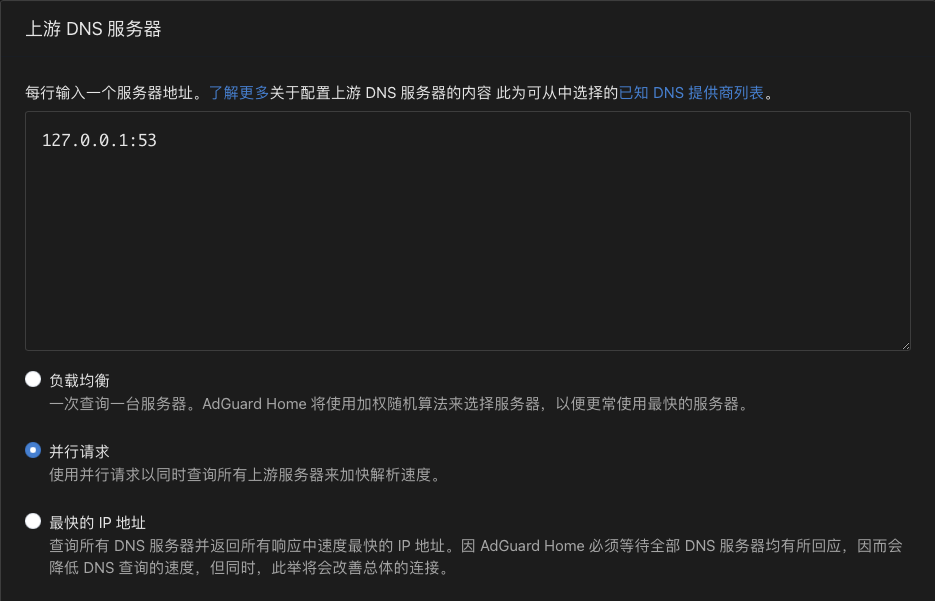 上游 DNS 服务器
每行输入一个服务器地址。了解更多关于配置上游 DNS 服务器的内容 此为可从中选择的已知 DNS 提供商列表。
127.0.0.1:53
负载均衡
一次查询一台服务器。AdGuard Home 将使用加权随机算法来选择服务器，以便更常使用最快的服务器。
并行请求
使用并行请求以同时查询所有上游服务器来加快解析速度。
最快的 IP 地址
查询所有 DNS 服务器并返回所有响应中速度最快的 IP 地址。因 AdGuard Home 必须等待全部 DNS 服务器均有所回应，因而会
降低 DNS 查询的速度，但同时，此举将会改善总体的连接。